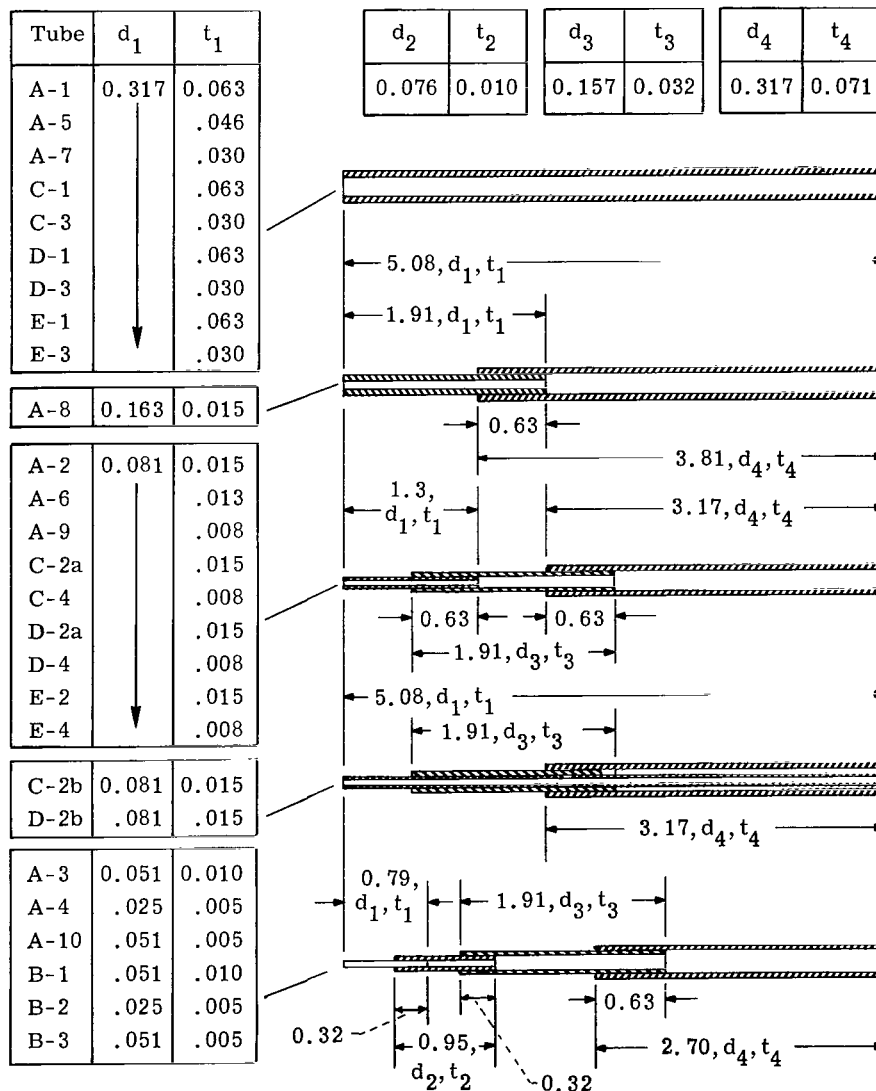 Tube d1 t1
A-1 0.317 0.063
A-5 .046
A-7 .030
C-1 .063
C-3 .030
D-1 .063
D-3 .030
E-1 .063
E-3 .030
A-8 0.163 0.015
A-2 0.081 0.015
A-6 .013
A-9 .008
C-2a .015
C-4 .008
D-2a .015
D-4 .008
E-2 .015
E-4 .008
C-2b 0.081 0.015
D-2b .081 .015
A-3 0.051 0.010
A-4 .025 .005
A-10 .051 .005
B-1 .051 .010
B-2 .025 .005
B-3 .051 .005
d2 t2
0.076 0.010
d3 t3
0.157 0.032
d4 t4
0.317 0.071
5.08, d1, t1
1.91, d1, t1
0.63
3.81, d4, t4
1.3,
d1, t1
3.17, d4, t4
0.63
0.63
1.91, d3, t3
5.08, d1, t1
1.91, d3, t3
3.17, d4, t4
0.79,
d1, t1
1.91, d3, t3
0.63
0.32
0.95,
d2, t2
0.32
2.70, d4, t4